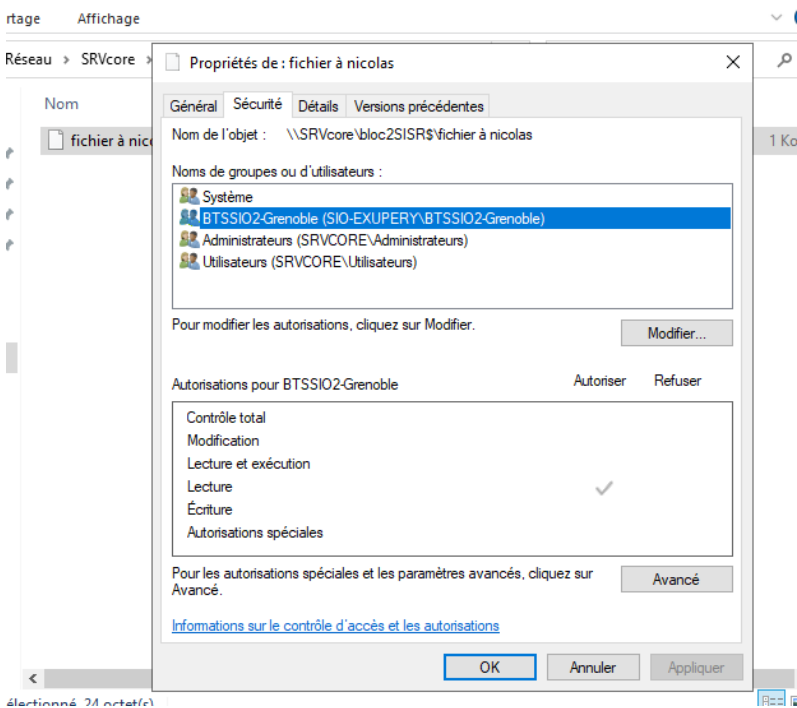 rtage Affichage
Réseau > SRVcore >
Propriétés de : fichier à nicolas
Nom
fichier à nico
1 Ko
Général Sécurité Détails Versions précédentes
Nom de l'objet : \\SRVcore\bloc2SISR$\fichier à nicolas
Noms de groupes ou d'utilisateurs :
Système
BTSSIO2-Grenoble (SIO-EXUPERY\BTSSIO2-Grenoble)
Administrateurs (SRVCORE\Administrateurs)
Utilisateurs (SRVCORE\Utilisateurs)
Pour modifier les autorisations, cliquez sur Modifier.
Modifier...
Autorisations pour BTSSIO2-Grenoble Autoriser Refuser
Contrôle total
Modification
Lecture et exécution
Lecture
Écriture
Autorisations spéciales
Pour les autorisations spéciales et les paramètres avancés, cliquez sur
Avancé.
Avancé
Informations sur le contrôle d'accès et les autorisations
OK Annuler Appliquer
électionné 24 octet(s)